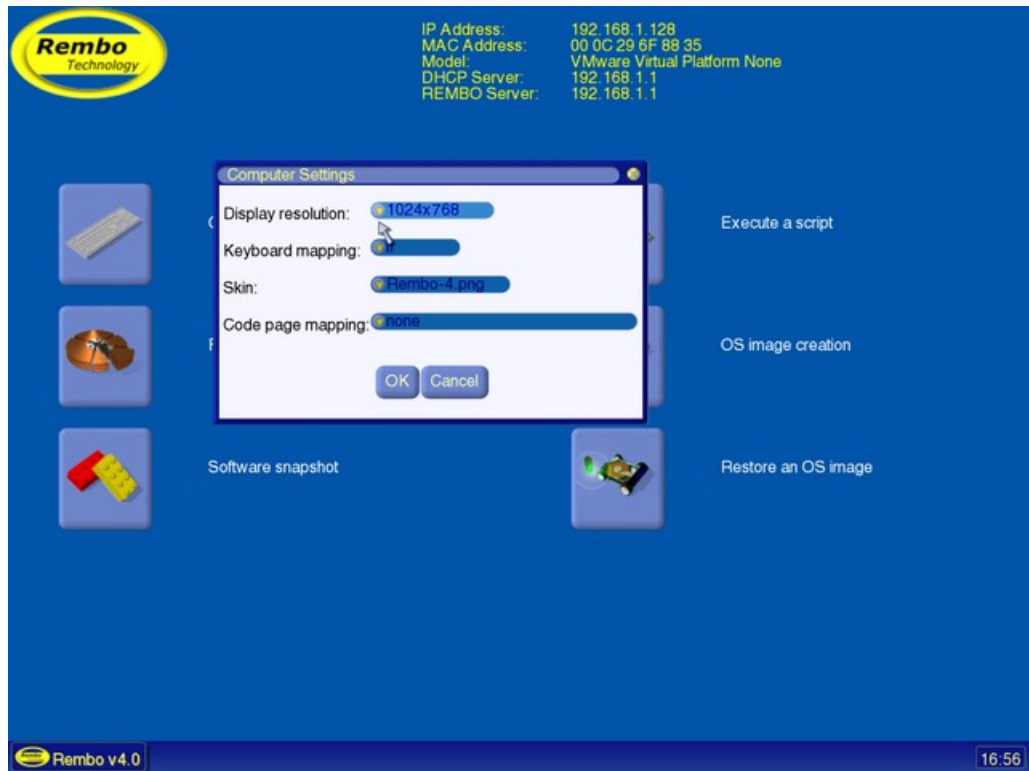 Rembo
Technology
IP Address: 192.168.1.128
MAC Address: 00 0C 29 6F 88 35
Model: VMware Virtual Platform None
DHCP Server: 192.168.1.1
REMBO Server: 192.168.1.1
Computer Settings
Display resolution: 1024x768
Keyboard mapping:
Skin: Rembo-4.png
Code page mapping: none
OK Cancel
Execute a script
OS image creation
Software snapshot
Restore an OS image
Rembo v4.0
16:56